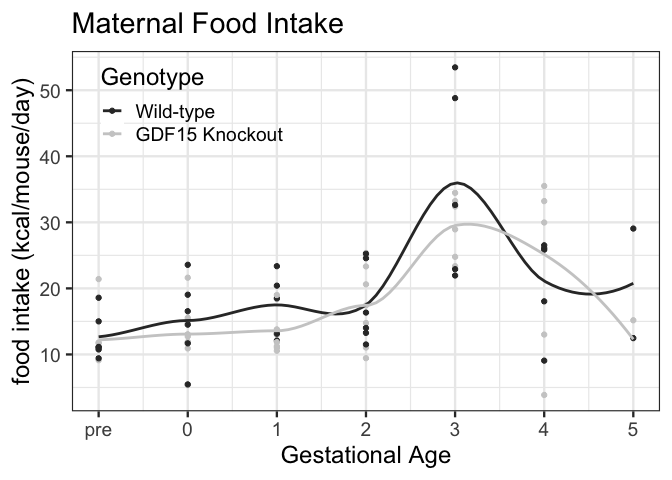 Maternal Food Intake
food intake (kcal/mouse/day)
Genotype
Wild-type
GDF15 Knockout
50
40
30
20
10
pre 0 1 2 3 4 5
Gestational Age